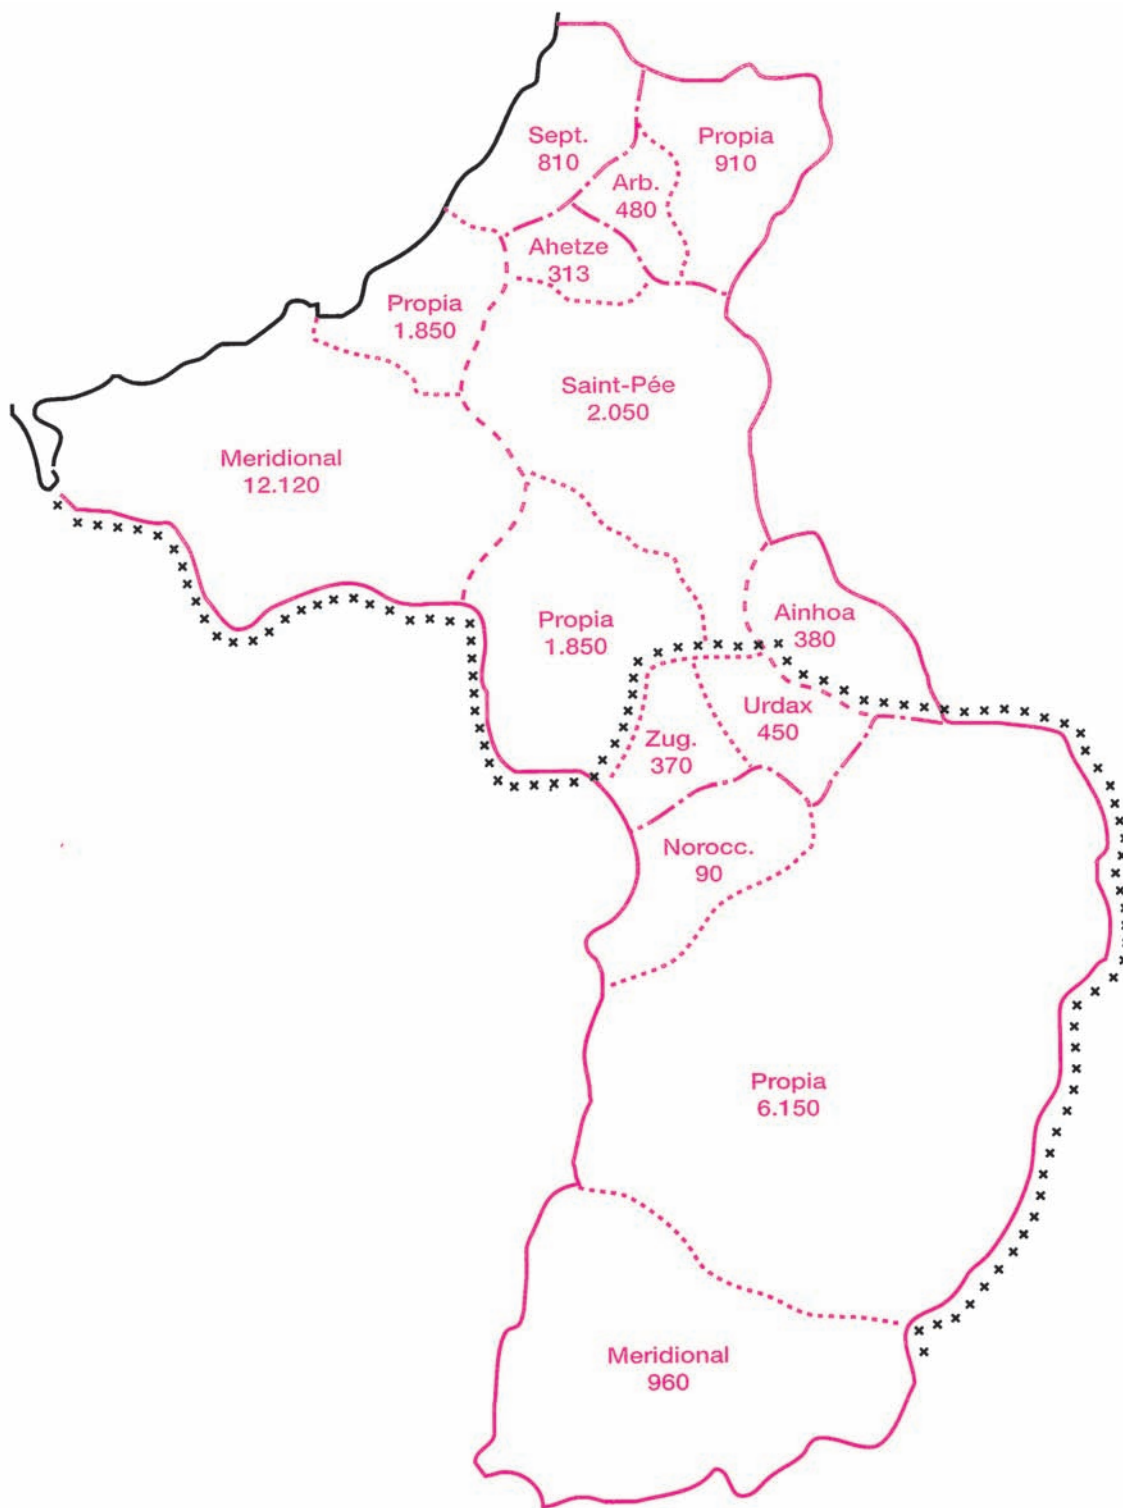 Sept.
810
Propia
910
Arb.
480
Ahetze
313
Propia
1.850
Saint-Pée
2.050
Meridional
12.120
Propia
1.850
Ainhoa
380
Urdax
450
Zug.
370
Norocc.
90
Propia
6.150
Meridional
960